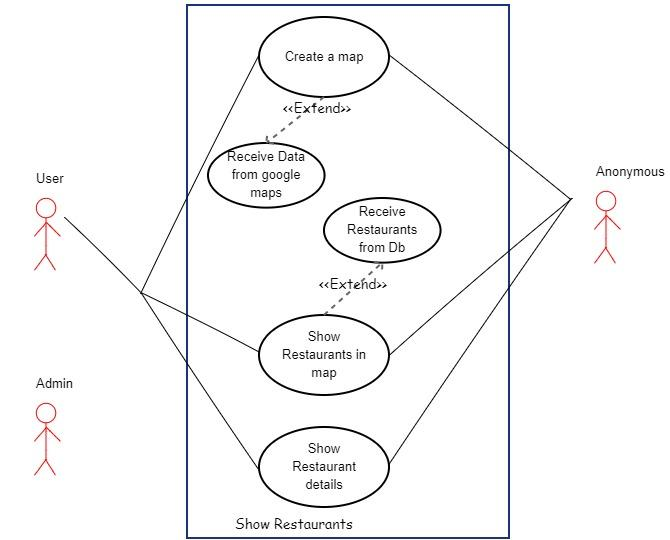 Create a map
<<Extend>>
Receive Data
from google
maps
Anonymous
User
Receive
Restaurants
from Db
<<Extend>>
Show
Restaurants in
map
Admin
Show
Restaurant
details
Show Restaurants